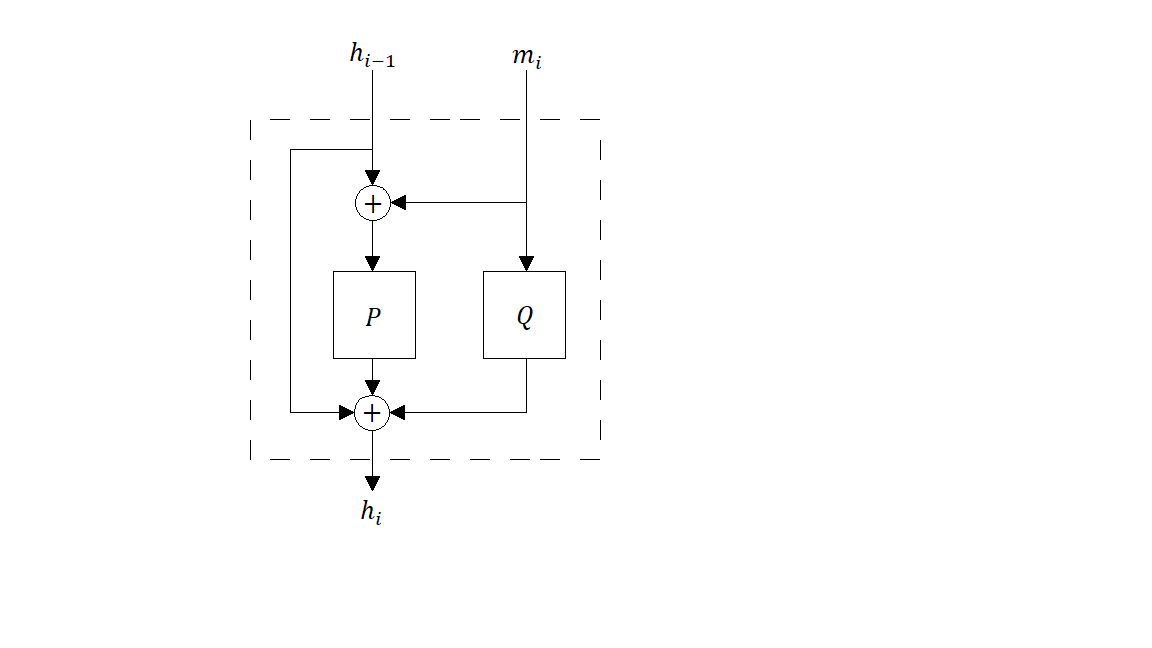 h_{i−1} m_i
+
P Q
+
h_i